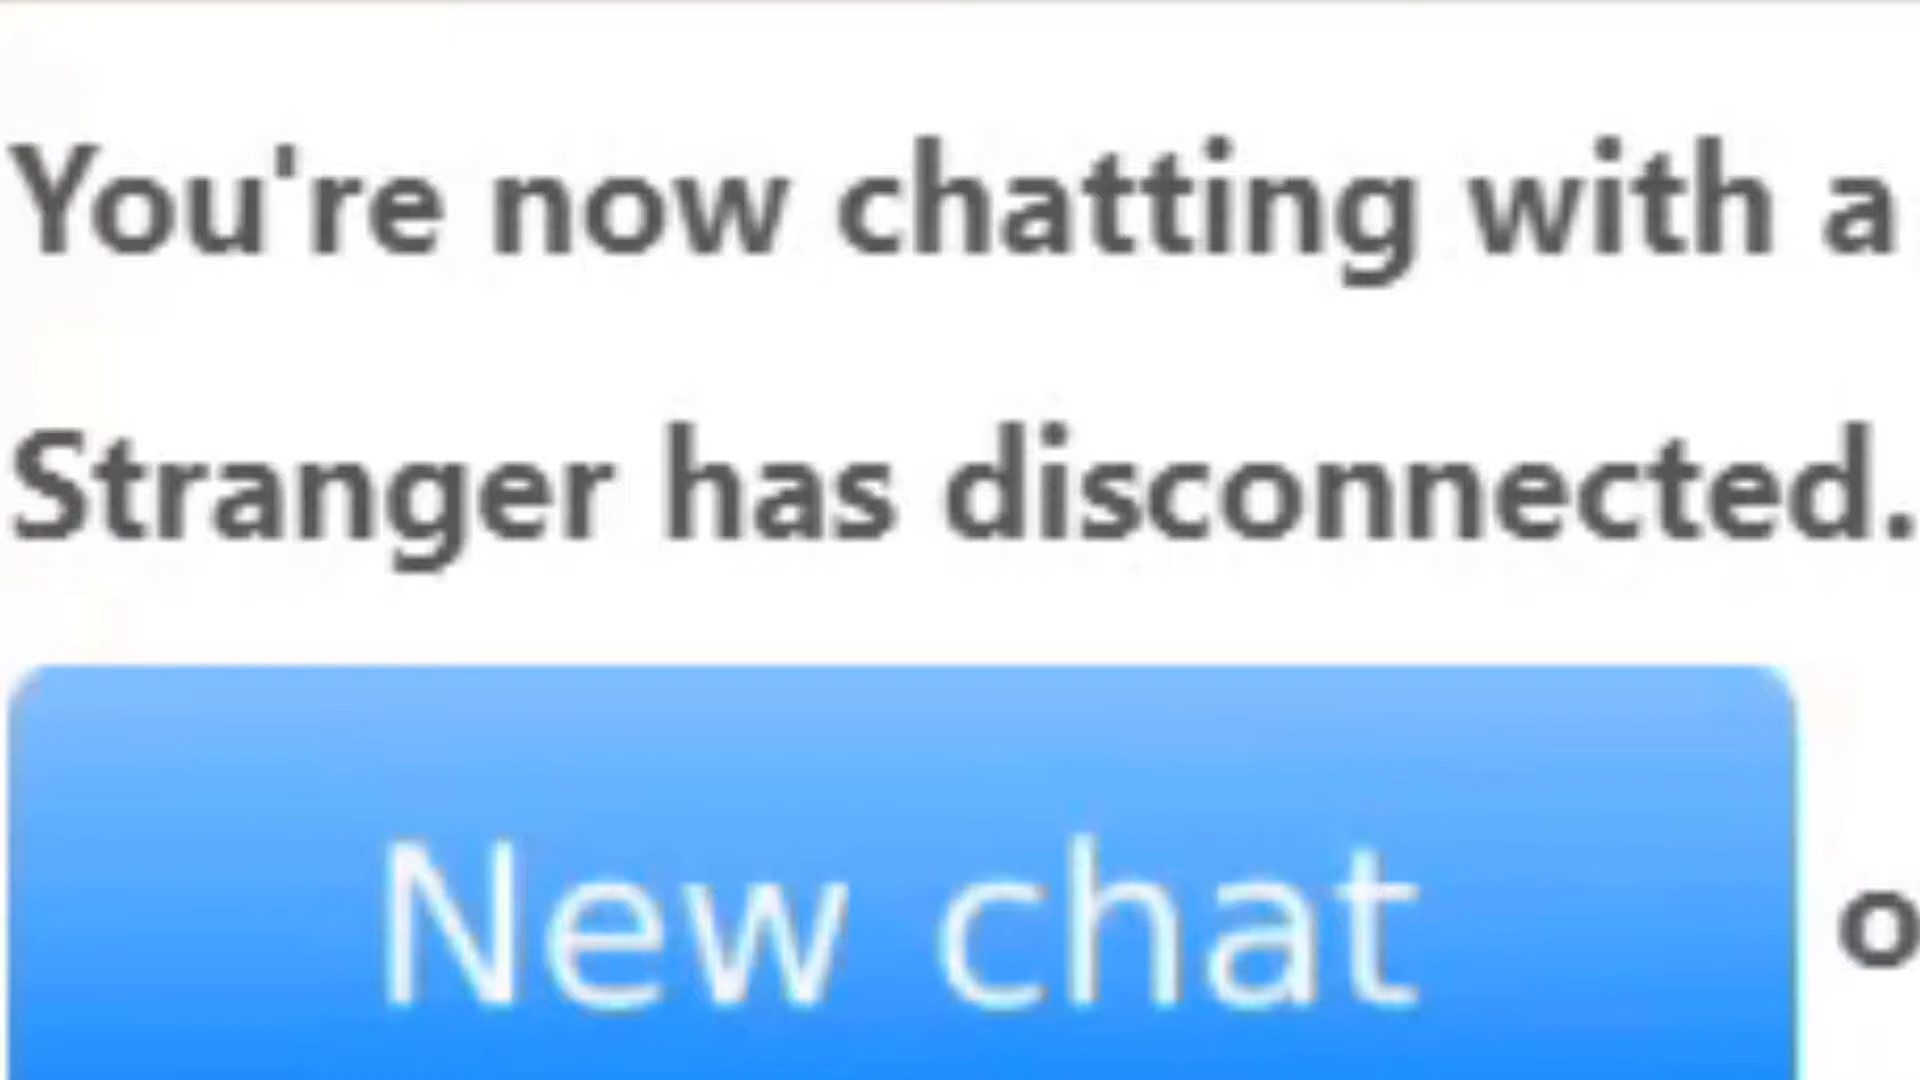 You're now chatting with a
Stranger has disconnected.
New chat